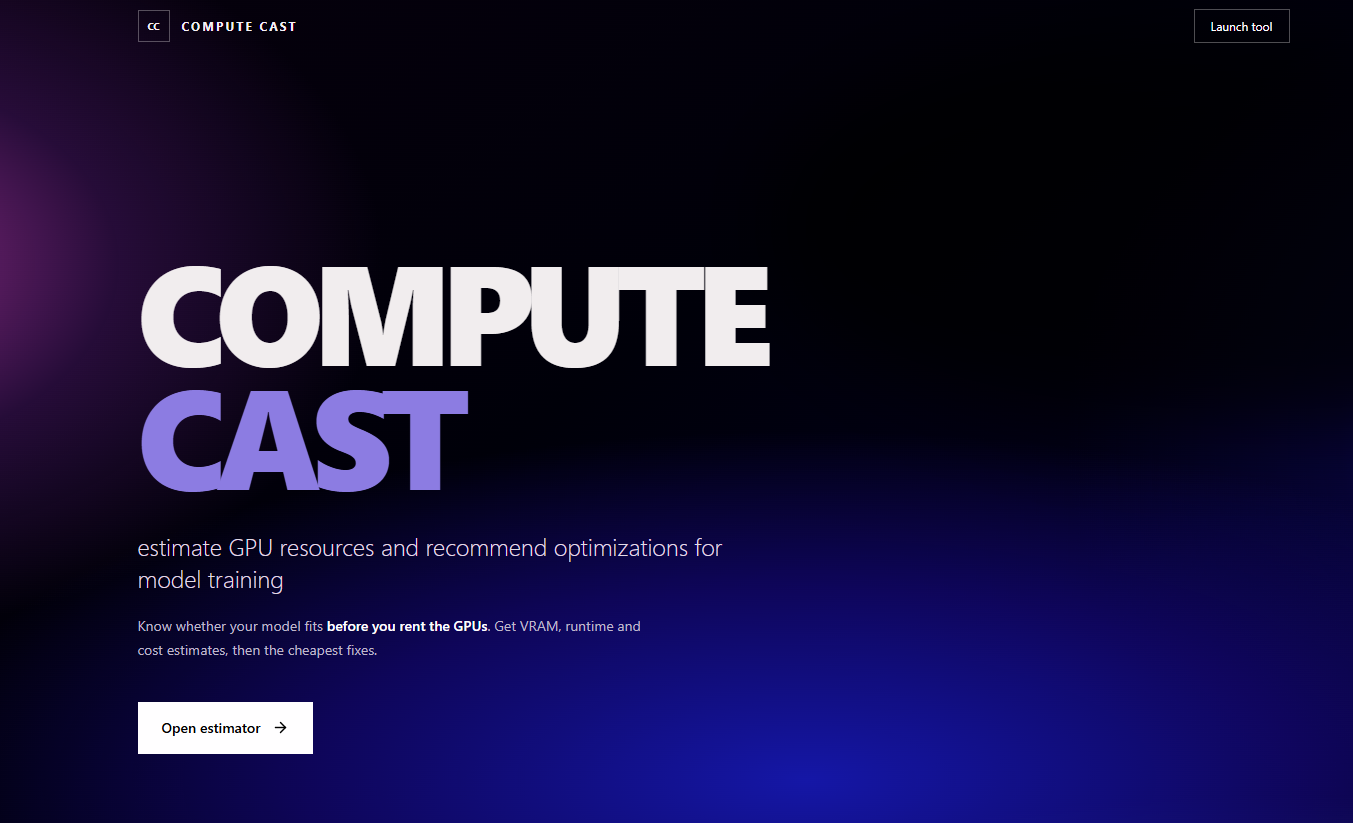 CC COMPUTE CAST
Launch tool
COMPUTE
CAST
estimate GPU resources and recommend optimizations for
model training
Know whether your model fits before you rent the GPUs. Get VRAM, runtime and
cost estimates, then the cheapest fixes.
Open estimator →